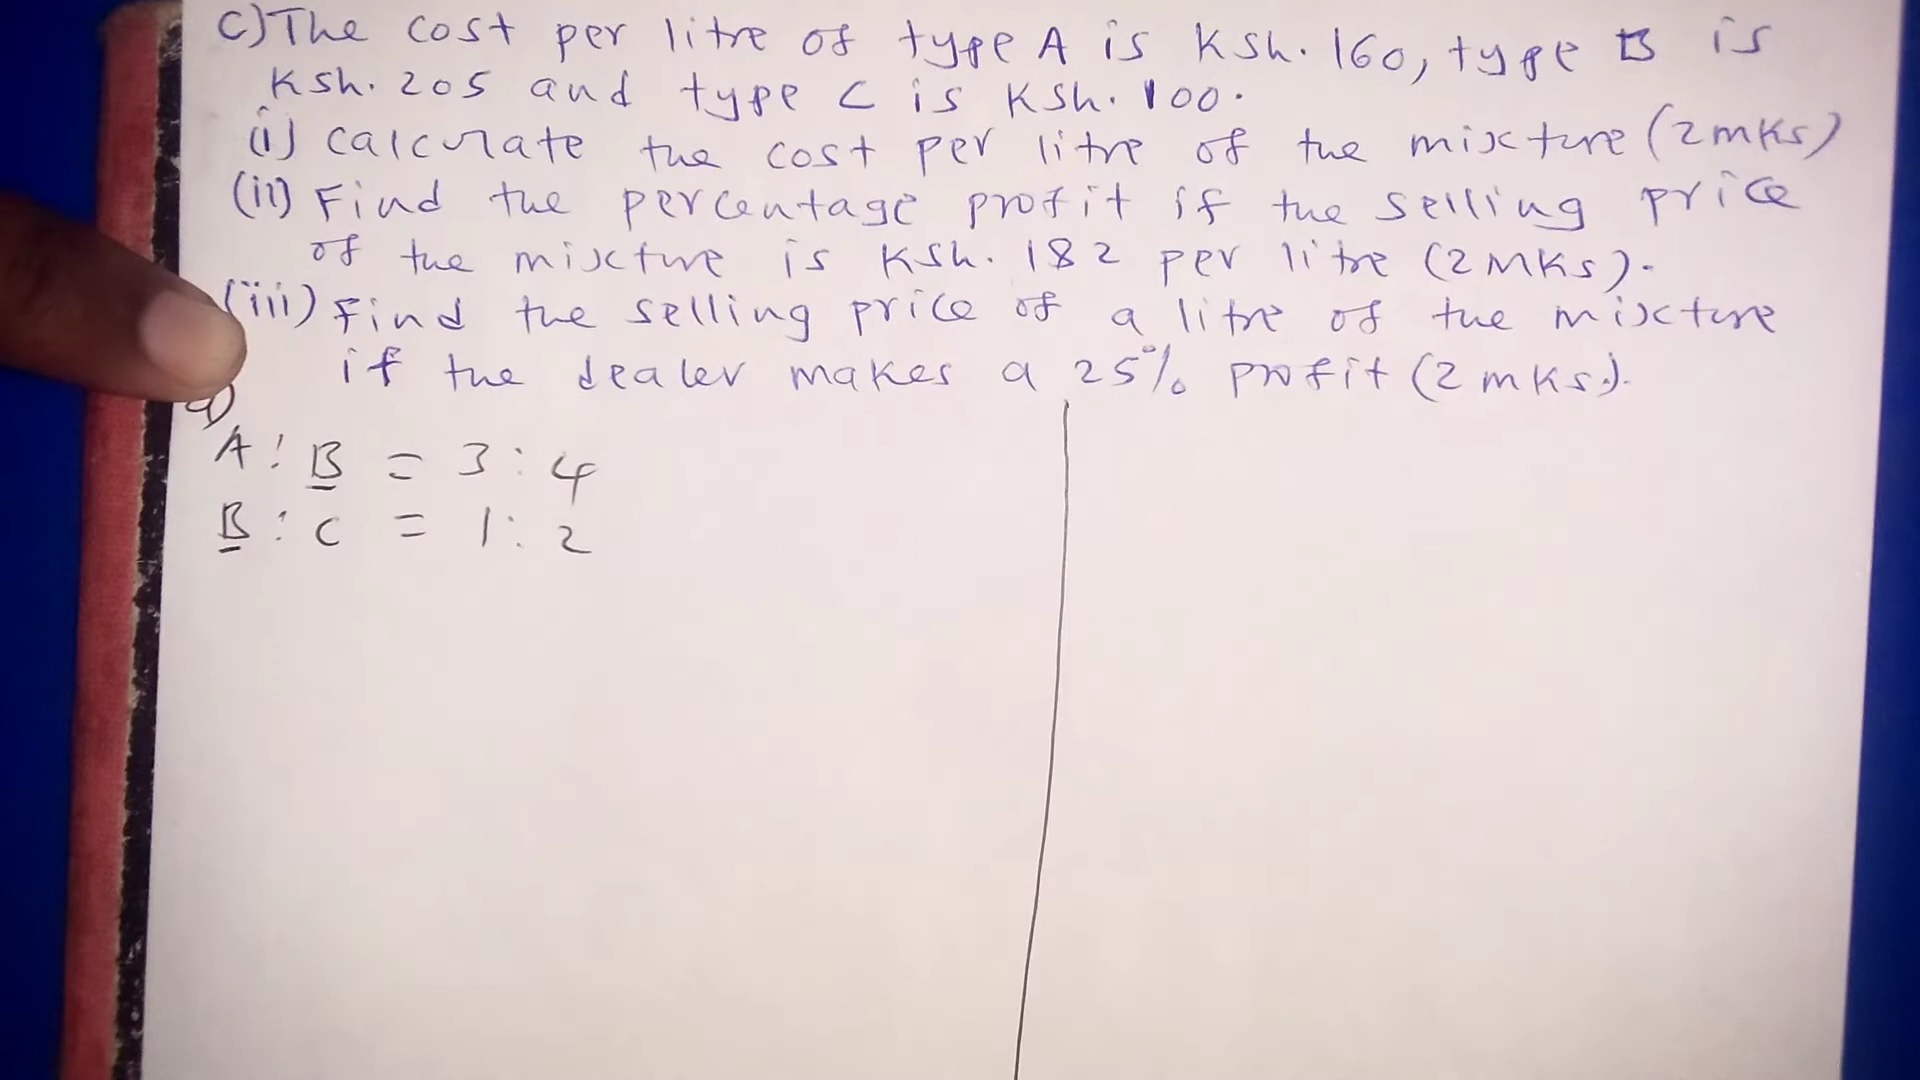 C) The cost per litre of type A is Ksh. 160, type B is
Ksh. 205 and type C is Ksh. 100.
(i) calculate the cost per litre of the mixture (2mks)
(ii) Find the percentage profit if the selling price
of the mixture is Ksh. 182 per litre (2mks).
(iii) Find the selling price of a litre of the mixture
if the dealer makes a 25% profit (2mks).
A : B = 3 : 4
B : C = 1 : 2